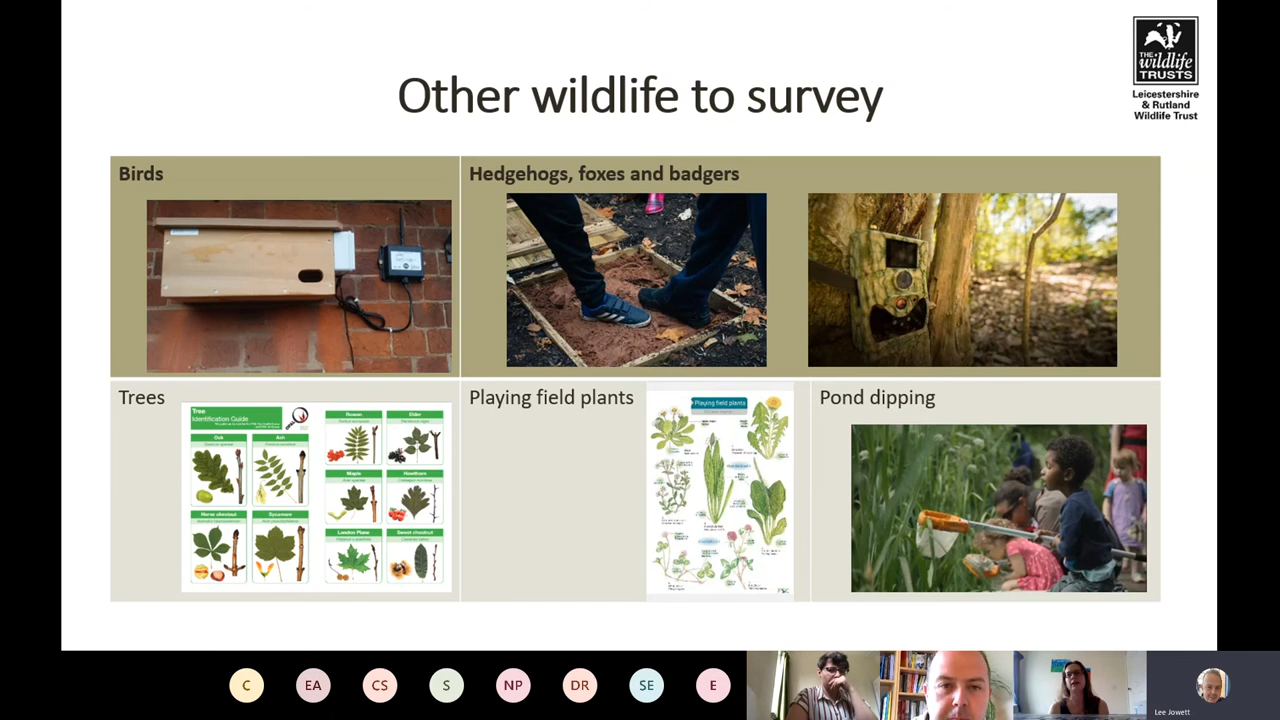 Other wildlife to survey
THE
wildlife
TRUSTS
Leicestershire
& Rutland
Wildlife Trust
Birds
Hedgehogs, foxes and badgers
Trees
Tree
Identification Guide
Oak
Ash
Rowan
Elder
Maple
Hawthorn
Horse chestnut
Sycamore
London Plane
Sweet chestnut
Playing field plants
Playing field plants
Pond dipping
C
EA
CS
S
NP
DR
SE
E
Lee Jowett